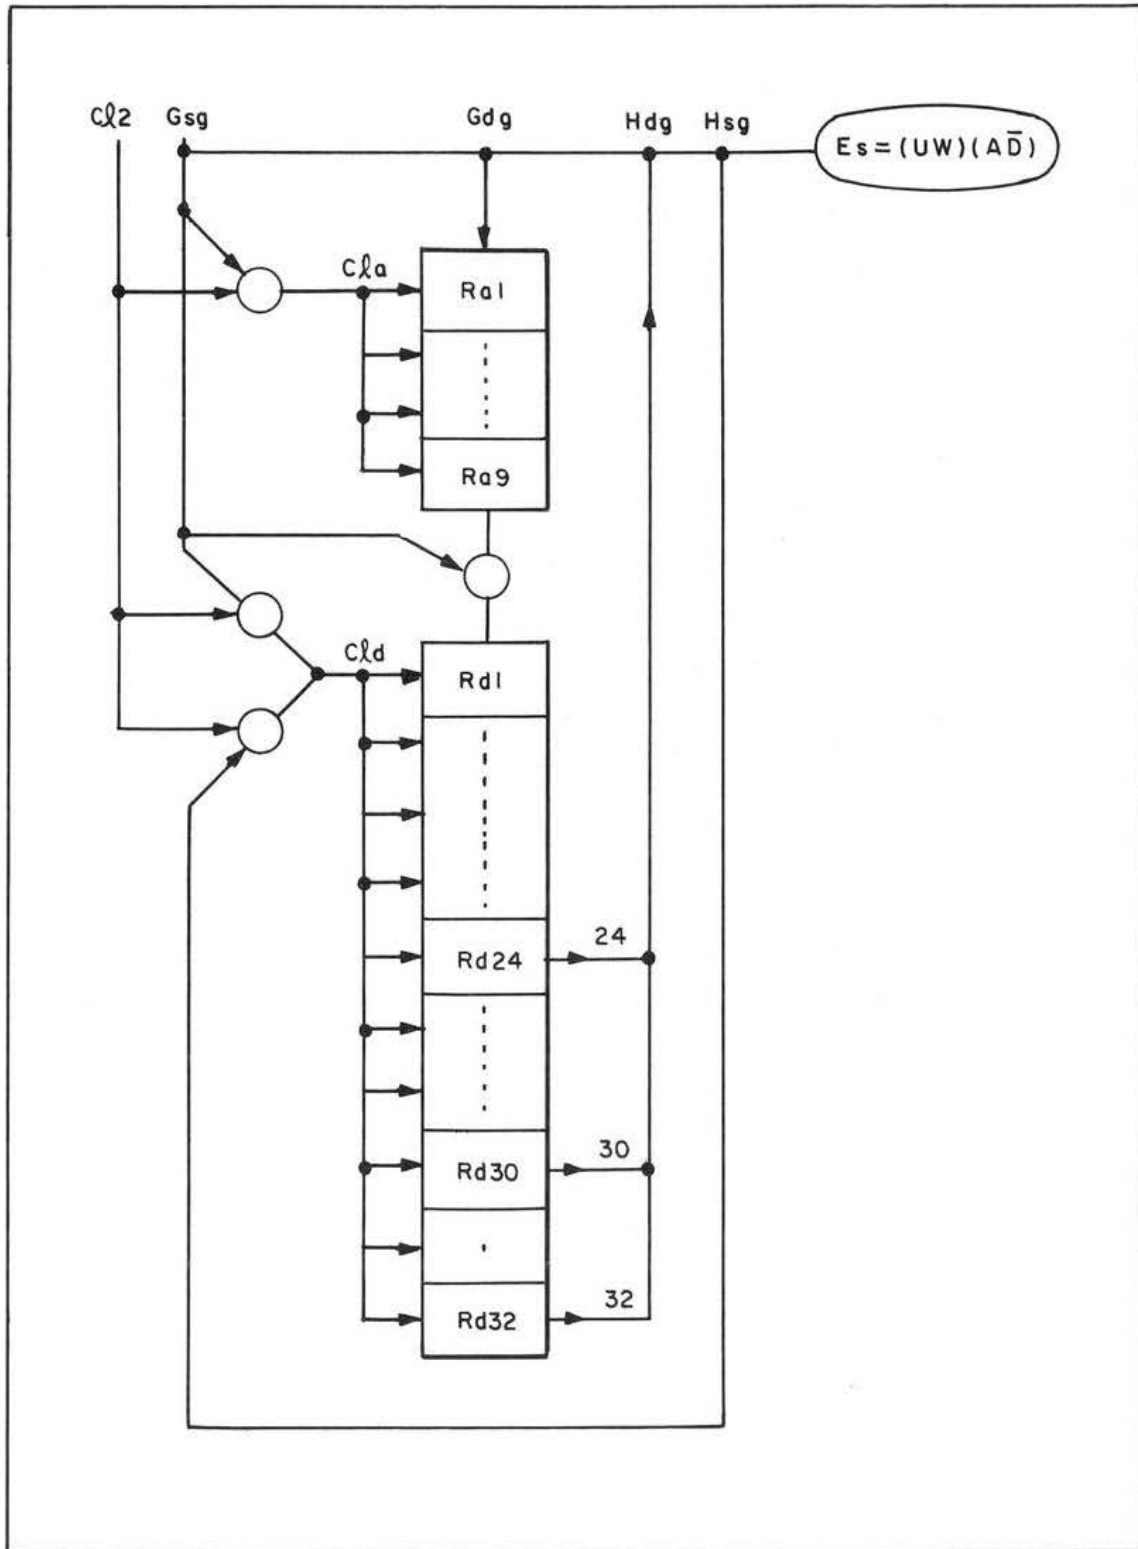 Cℓ2 Gsg Gdg Hdg Hsg
Es=(UW)(AD̅)
Cℓa
Ra1
Ra9
Cℓd
Rd1
24
Rd24
30
Rd30
32
Rd32